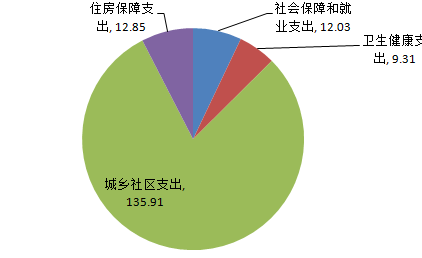 住房保障支
出, 12.85
社会保障和就
业支出, 12.03
卫生健康支
出, 9.31
城乡社区支出,
135.91